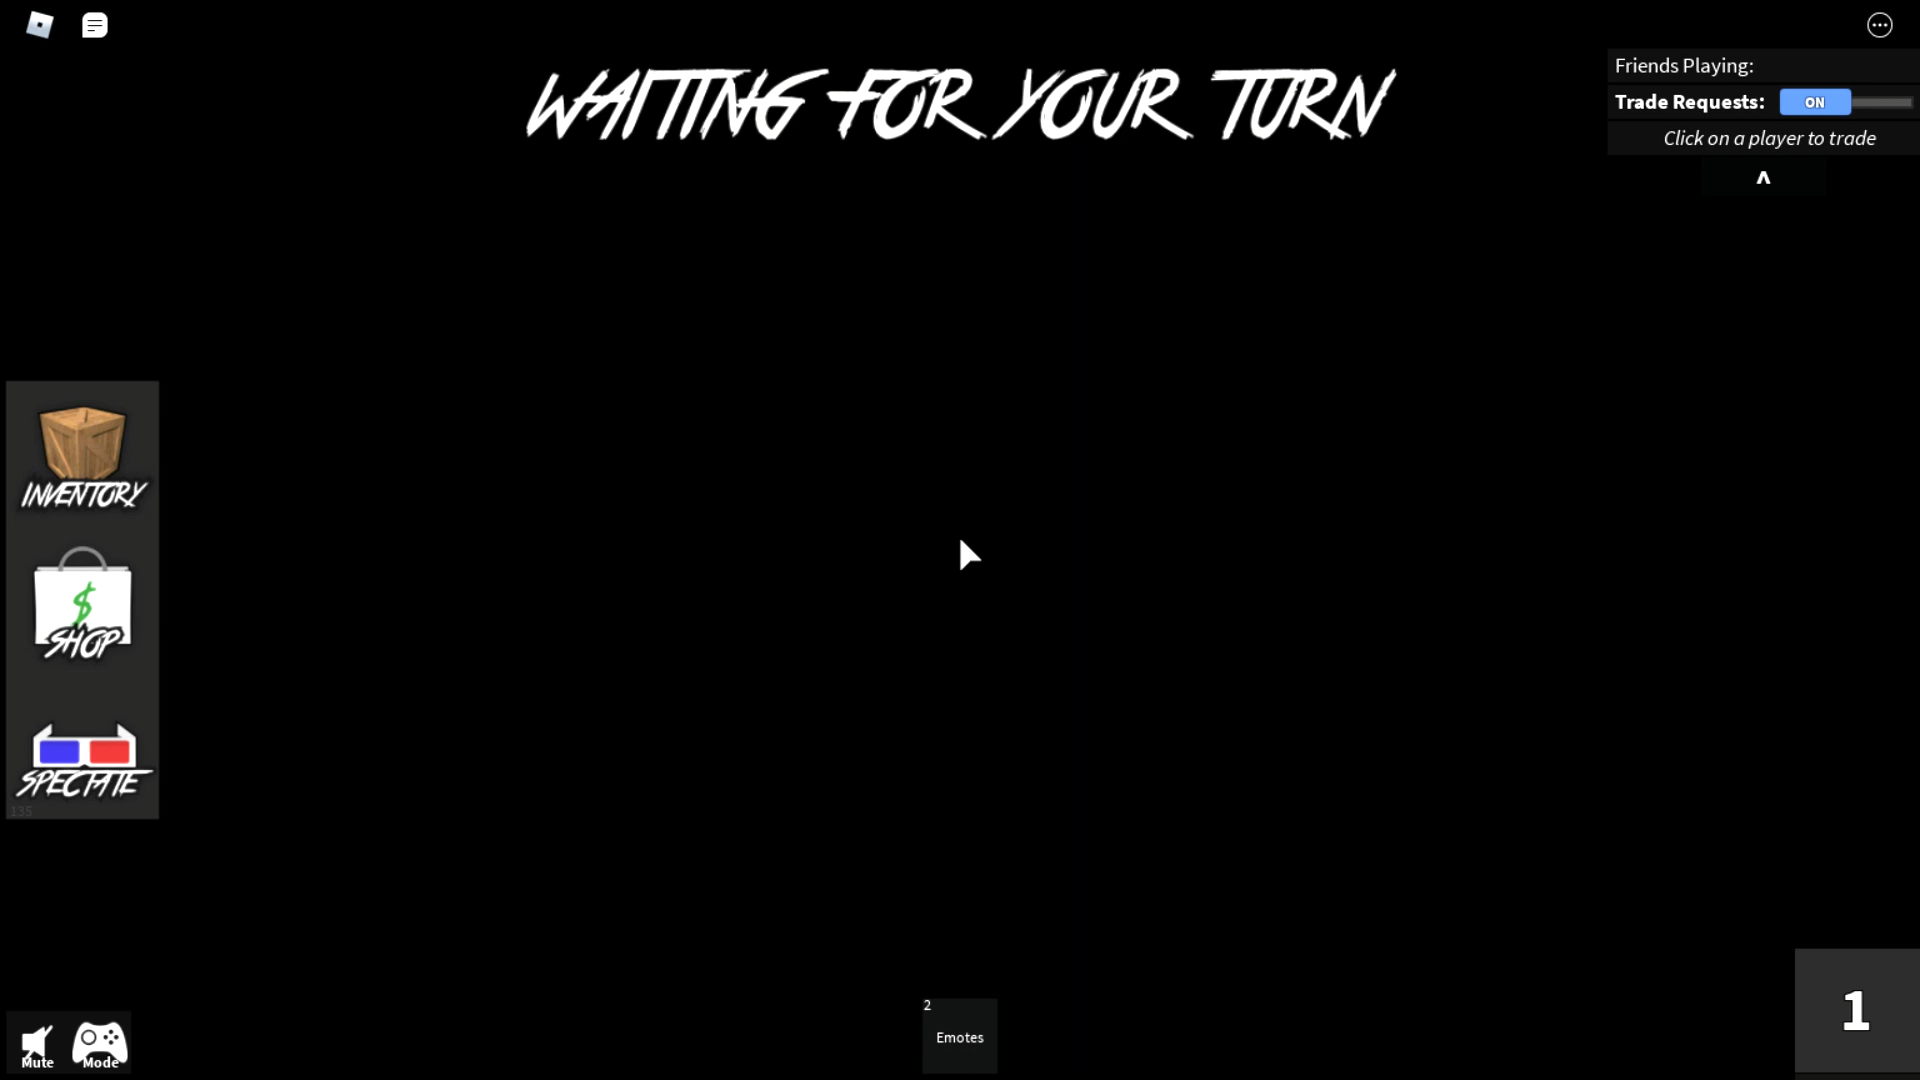 WAITING FOR YOUR TURN
Friends Playing:
Trade Requests: ON
Click on a player to trade
INVENTORY
$
SHOP
SPECTATE
135
Mute
Mode
2
Emotes
1